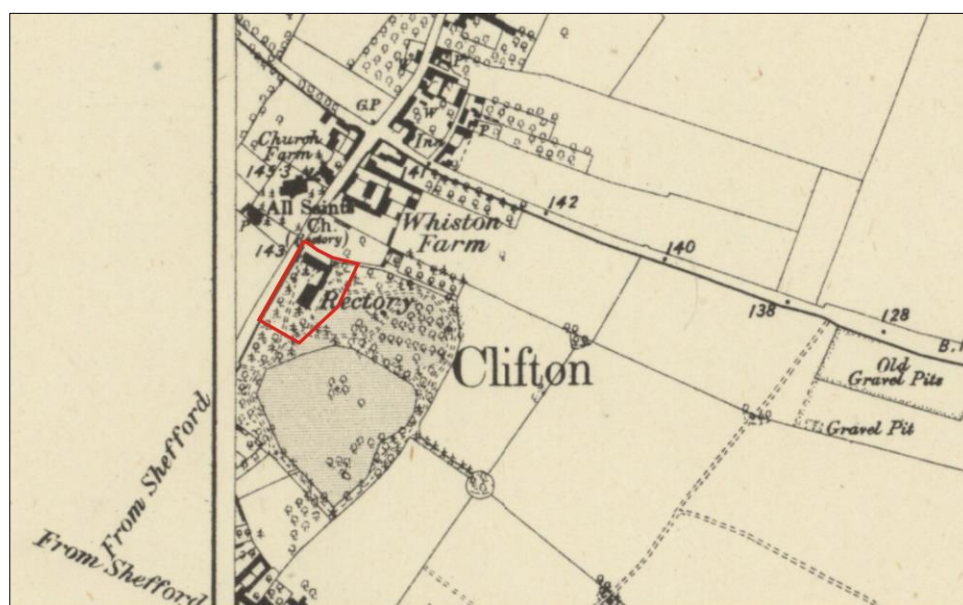 P
G.P
W
Inn
P
Church
Farm
145·3
141
All Saints
Ch.
(Rectory)
P
143
142
Whiston
Farm
140
Rectory
138
128
B.
Clifton
Old
Gravel Pits
Gravel Pit
From Shefford
From Shefford